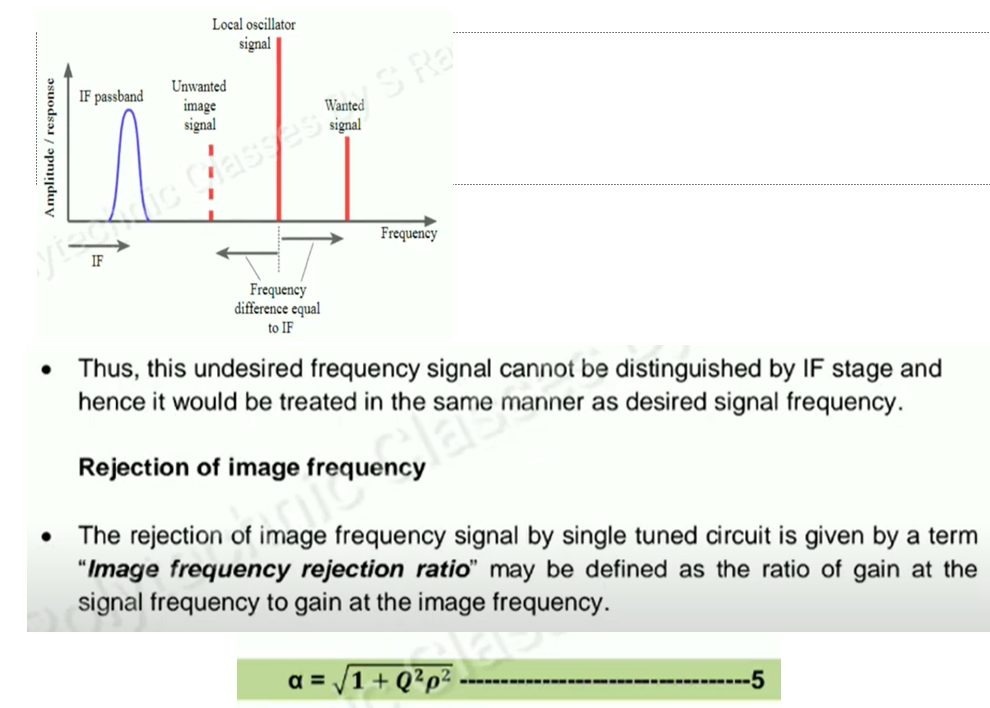 Local oscillator
signal
IF passband
Unwanted
image
signal
Wanted
signal
Amplitude / response
Frequency
IF
Frequency
difference equal
to IF
• Thus, this undesired frequency signal cannot be distinguished by IF stage and
hence it would be treated in the same manner as desired signal frequency.
Rejection of image frequency
• The rejection of image frequency signal by single tuned circuit is given by a term
“Image frequency rejection ratio” may be defined as the ratio of gain at the
signal frequency to gain at the image frequency.
α = √1 + Q²ρ² -----------------------------------5